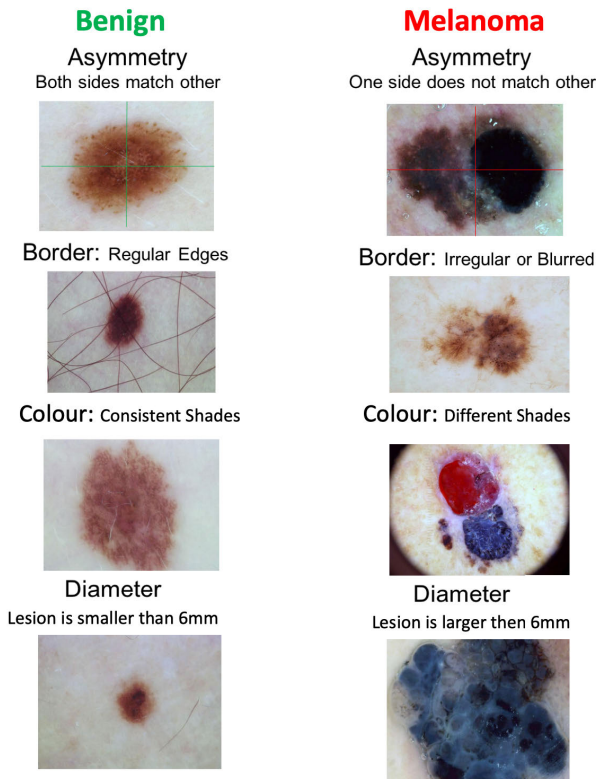 Benign
Melanoma
Asymmetry
Both sides match other
Asymmetry
One side does not match other
Border: Regular Edges
Border: Irregular or Blurred
Colour: Consistent Shades
Colour: Different Shades
Diameter
Lesion is smaller than 6mm
Diameter
Lesion is larger then 6mm